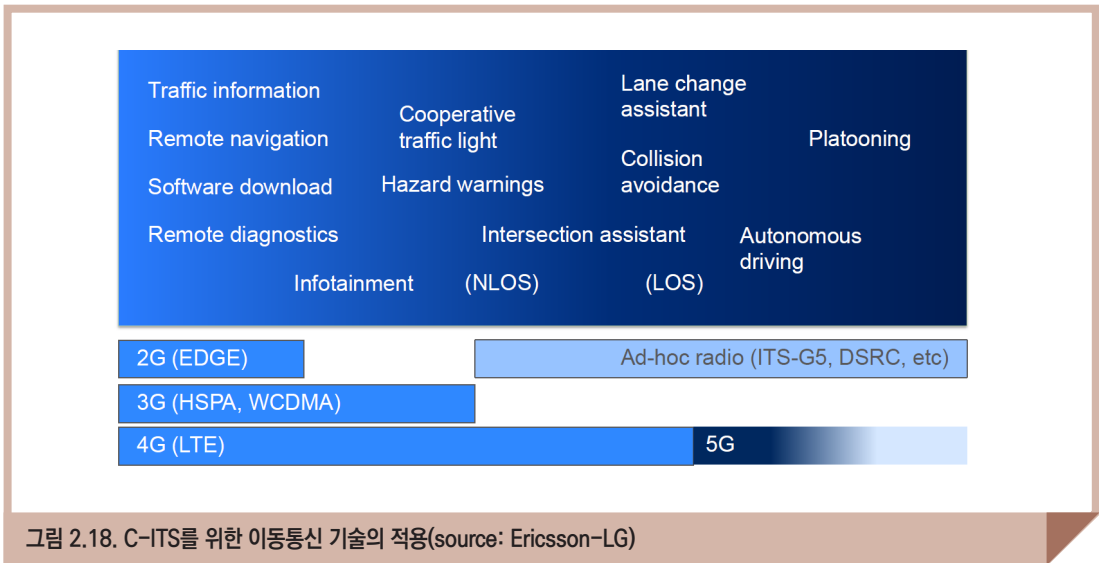 Traffic information
Remote navigation
Software download
Remote diagnostics
Infotainment
Cooperative
traffic light
Hazard warnings
Intersection assistant
(NLOS)
(LOS)
Lane change
assistant
Collision
avoidance
Platooning
Autonomous
driving
2G (EDGE)
Ad-hoc radio (ITS-G5, DSRC, etc)
3G (HSPA, WCDMA)
4G (LTE)
5G
그림 2.18. C-ITS를 위한 이동통신 기술의 적용(source: Ericsson-LG)